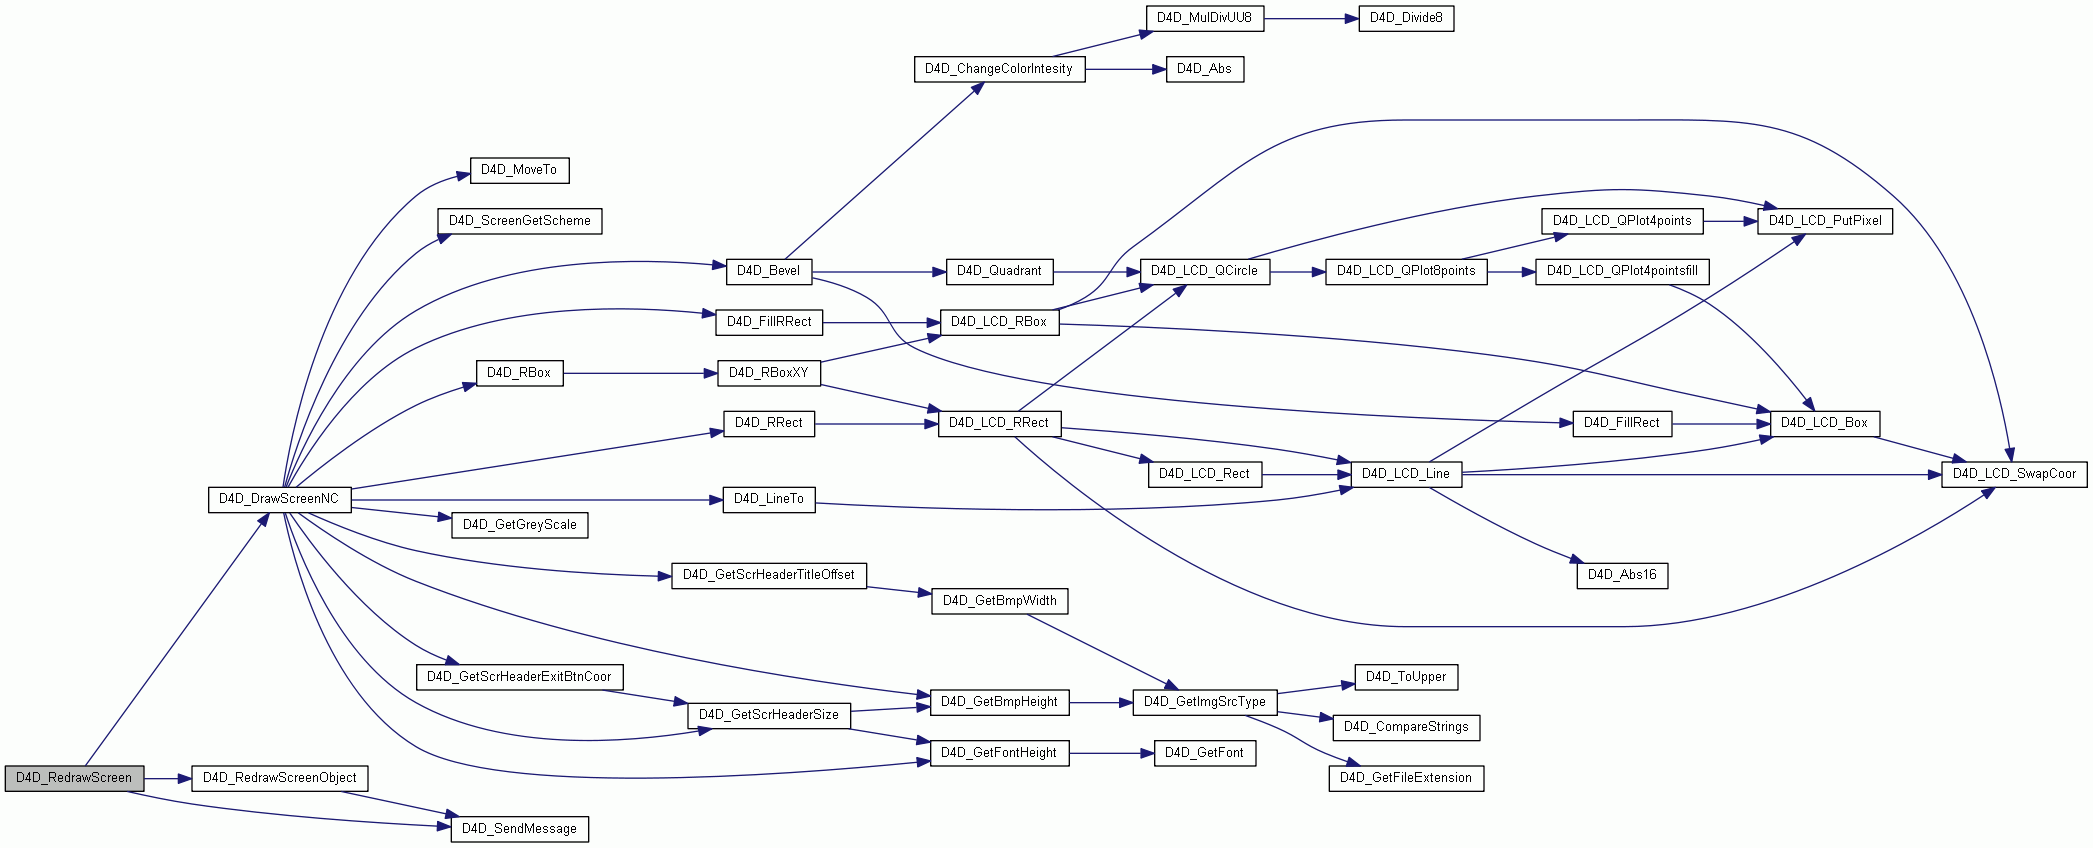 D4D_MulDivUU8
D4D_Divide8
D4D_ChangeColorIntesity
D4D_Abs
D4D_MoveTo
D4D_ScreenGetScheme
D4D_LCD_QPlot4points
D4D_LCD_PutPixel
D4D_Bevel
D4D_Quadrant
D4D_LCD_QCircle
D4D_LCD_QPlot8points
D4D_LCD_QPlot4pointsfill
D4D_FillRRect
D4D_LCD_RBox
D4D_RBox
D4D_RBoxXY
D4D_RRect
D4D_LCD_RRect
D4D_FillRect
D4D_LCD_Box
D4D_LCD_Rect
D4D_LCD_Line
D4D_LCD_SwapCoor
D4D_DrawScreenNC
D4D_LineTo
D4D_GetGreyScale
D4D_GetScrHeaderTitleOffset
D4D_Abs16
D4D_GetBmpWidth
D4D_GetScrHeaderExitBtnCoor
D4D_ToUpper
D4D_GetBmpHeight
D4D_GetImgSrcType
D4D_GetScrHeaderSize
D4D_CompareStrings
D4D_GetFontHeight
D4D_GetFont
D4D_RedrawScreen
D4D_RedrawScreenObject
D4D_GetFileExtension
D4D_SendMessage